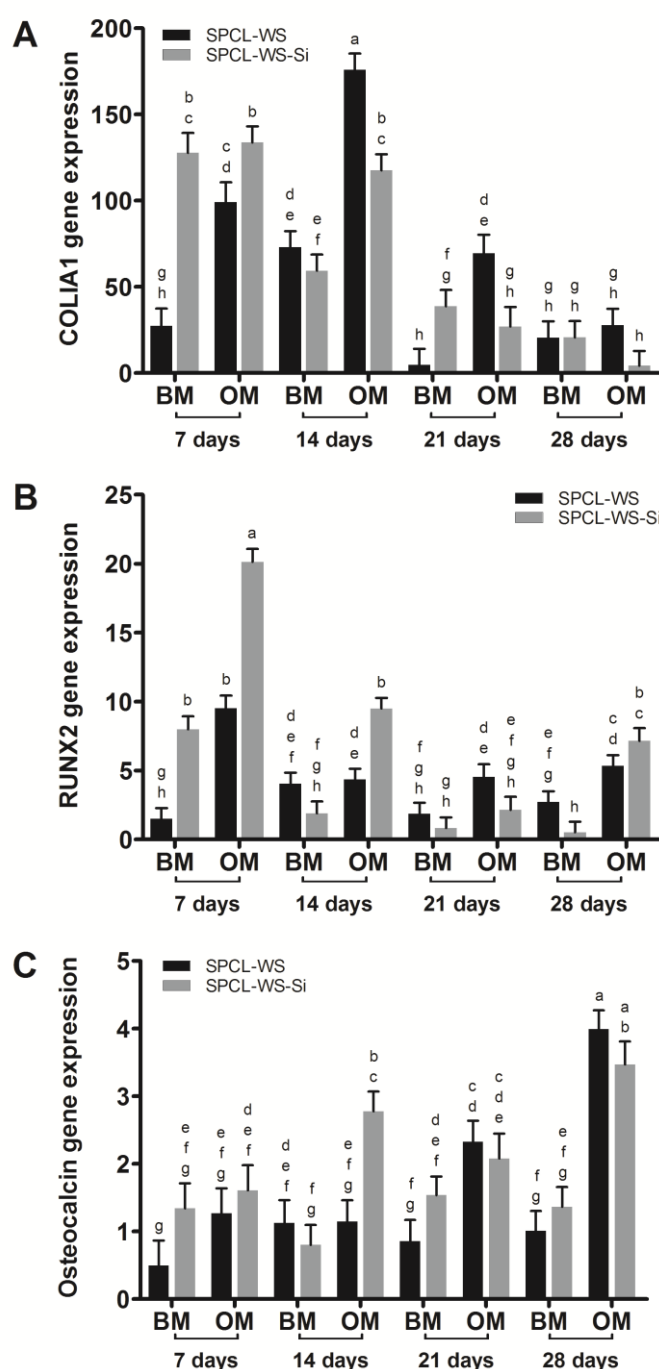 A
200
SPCL-WS
SPCL-WS-Si
a
b
c
b
c
d
d
e
e
f
b
c
g
h
h
f
g
d
e
g
h
g
h
g
h
g
h
h
150
100
50
0
COLIA1 gene expression
BM OM BM OM BM OM BM OM
7 days 14 days 21 days 28 days
B
25
SPCL-WS
SPCL-WS-Si
g
h
b
b
a
d
e
f
f
g
h
d
e
b
f
g
h
g
h
d
e
e
f
g
h
e
f
g
h
c
d
b
c
20
15
10
5
0
RUNX2 gene expression
BM OM BM OM BM OM BM OM
7 days 14 days 21 days 28 days
C
5
SPCL-WS
SPCL-WS-Si
g
e
f
g
e
f
g
d
e
f
d
e
f
f
g
e
f
g
b
c
f
g
d
e
f
c
d
c
d
e
f
g
e
f
g
a
a
b
4
3
2
1
0
Osteocalcin gene expression
BM OM BM OM BM OM BM OM
7 days 14 days 21 days 28 days